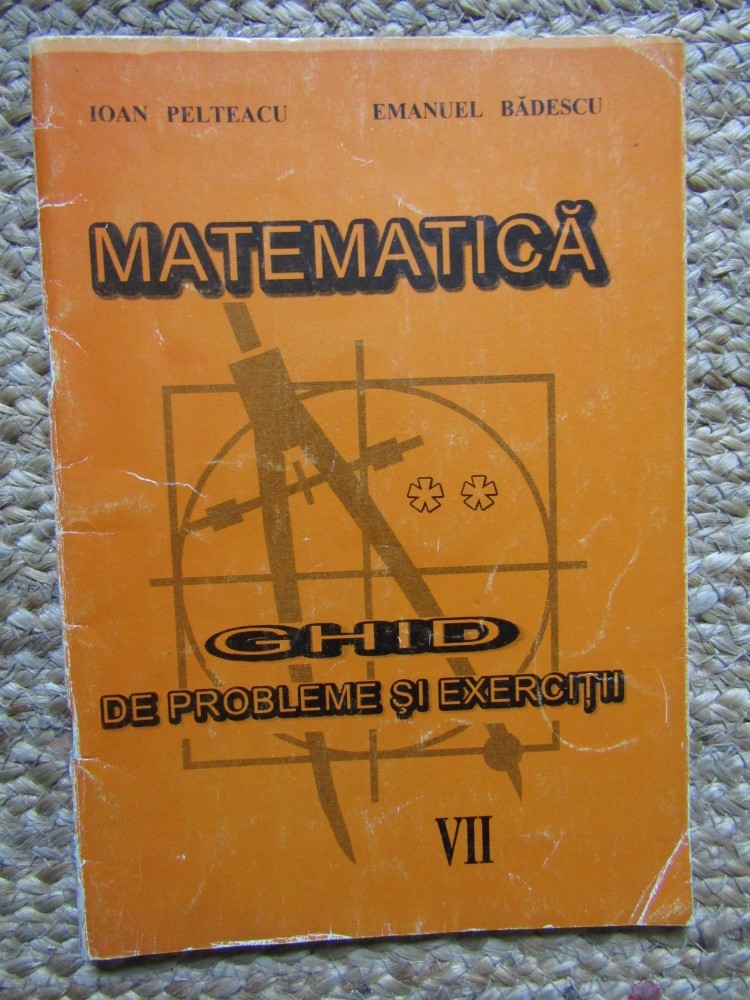 IOAN PELTEACU EMANUEL BĂDESCU
MATEMATICĂ
* *
GHID
DE PROBLEME ŞI EXERCIŢII
VII